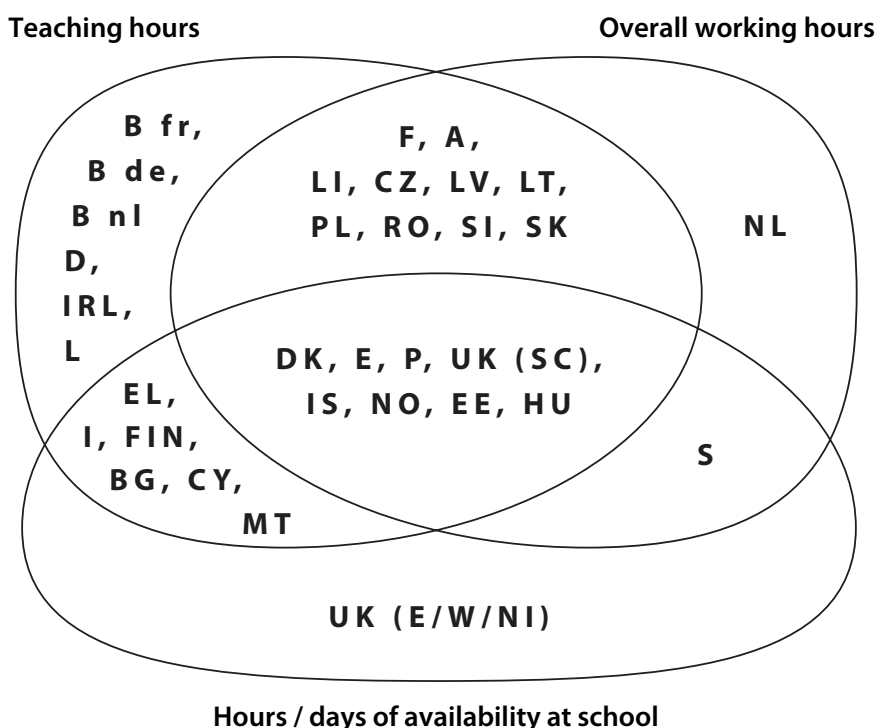 Teaching hours
Overall working hours
B fr,
B de,
B nl
D,
IRL,
L
F, A,
LI, CZ, LV, LT,
PL, RO, SI, SK
NL
DK, E, P, UK (SC),
IS, NO, EE, HU
EL,
I, FIN,
BG, CY,
MT
S
UK (E/W/NI)
Hours / days of availability at school